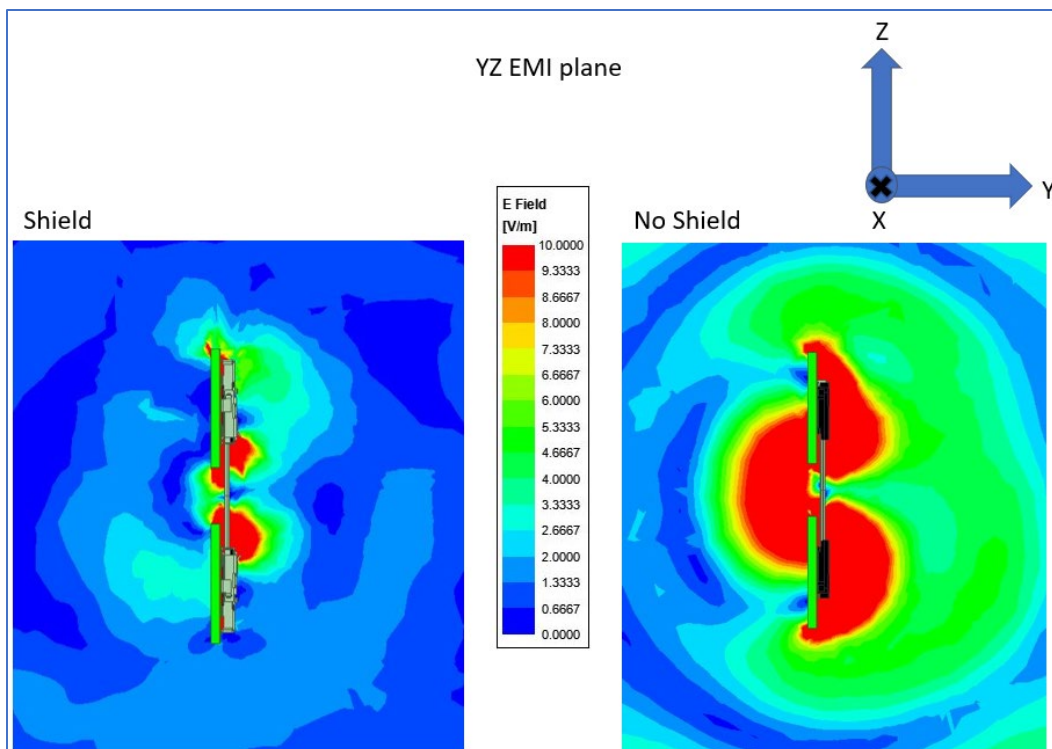 YZ EMI plane
Z
Y
X
Shield
No Shield
E Field
[V/m]
10.0000
9.3333
8.6667
8.0000
7.3333
6.6667
6.0000
5.3333
4.6667
4.0000
3.3333
2.6667
2.0000
1.3333
0.6667
0.0000